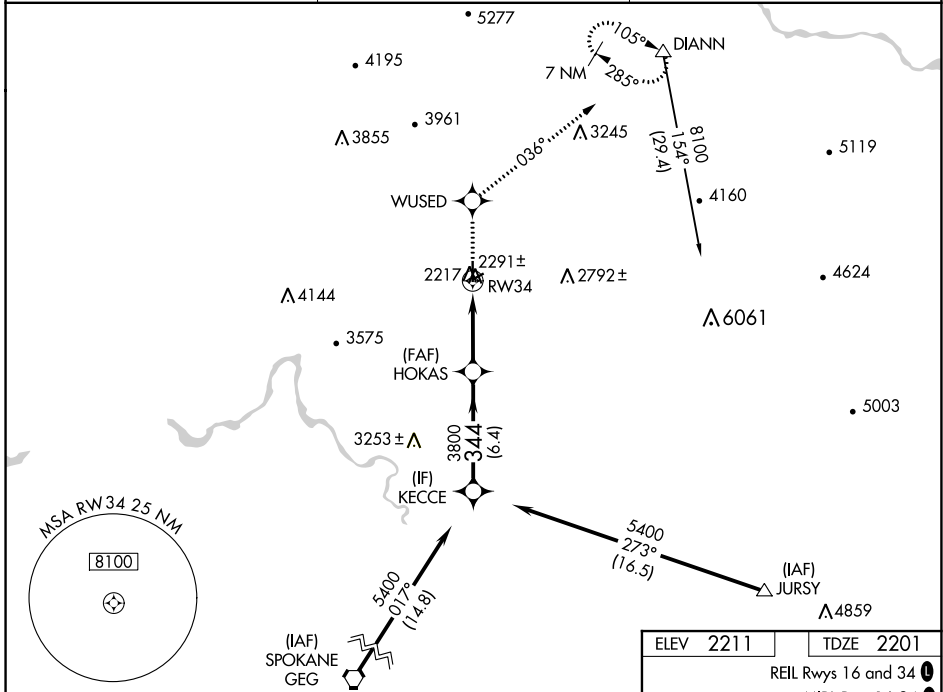 5277
105°
DIANN
4195
7 NM
285°
3961
3855
3245
036°
8100
154°
(29.4)
5119
WUSED
4160
2291±
2217
RW34
2792±
4624
4144
6061
3575
(FAF)
HOKAS
5003
3800
344
(6.4)
3253±
(IF)
KECCE
MSA RW34 25 NM
8100
5400
273°
(16.5)
5400
017°
(14.8)
(IAF)
JURSY
4859
(IAF)
SPOKANE
GEG
ELEV 2211
TDZE 2201
REIL Rwys 16 and 34 L